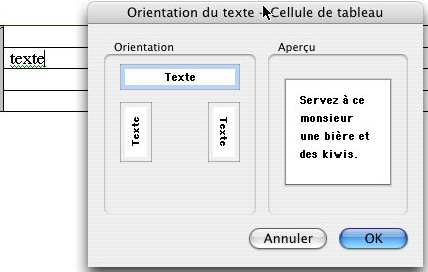 Orientation du texte - Cellule de tableau
texte
Orientation
Texte
Texte
Texte
Aperçu
Servez à ce
monsieur
une bière et
des kiwis.
Annuler
OK